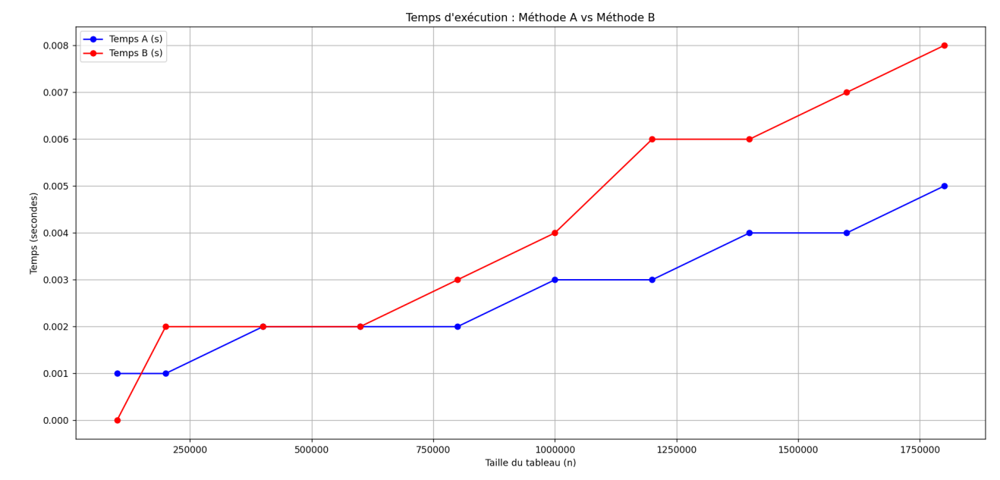 Temps d'exécution : Méthode A vs Méthode B
Temps A (s)
Temps B (s)
0.008
0.007
0.006
0.005
0.004
0.003
0.002
0.001
0.000
Temps (secondes)
250000 500000 750000 1000000 1250000 1500000 1750000
Taille du tableau (n)